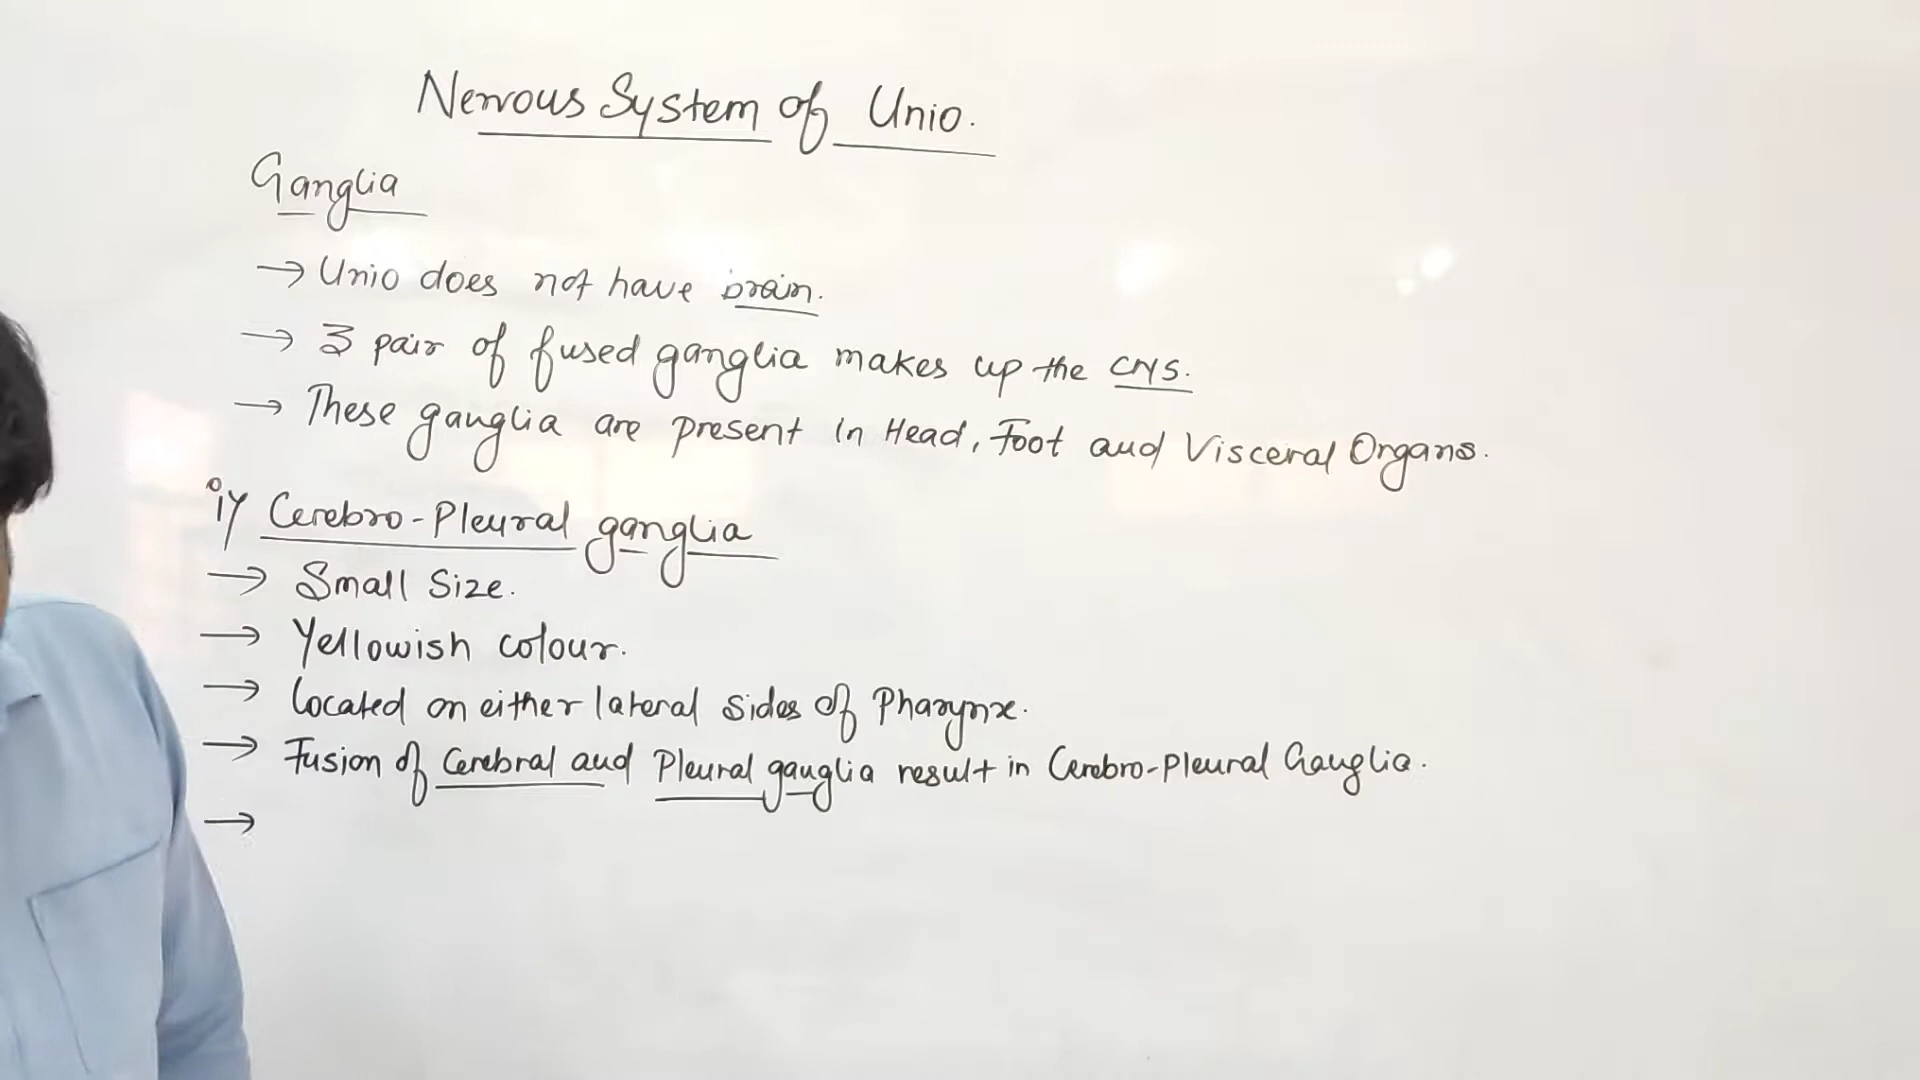 Nervous System of Unio.
Ganglia
→ Unio does not have brain.
→ 3 pair of fused ganglia makes up the CNS.
→ These ganglia are present in Head, Foot and Visceral Organs.
i) Cerebro-Pleural ganglia
→ Small Size.
→ Yellowish colour.
→ Located on either lateral sides of Pharynx.
→ Fusion of Cerebral and Pleural ganglia result in Cerebro-Pleural Ganglia.
→